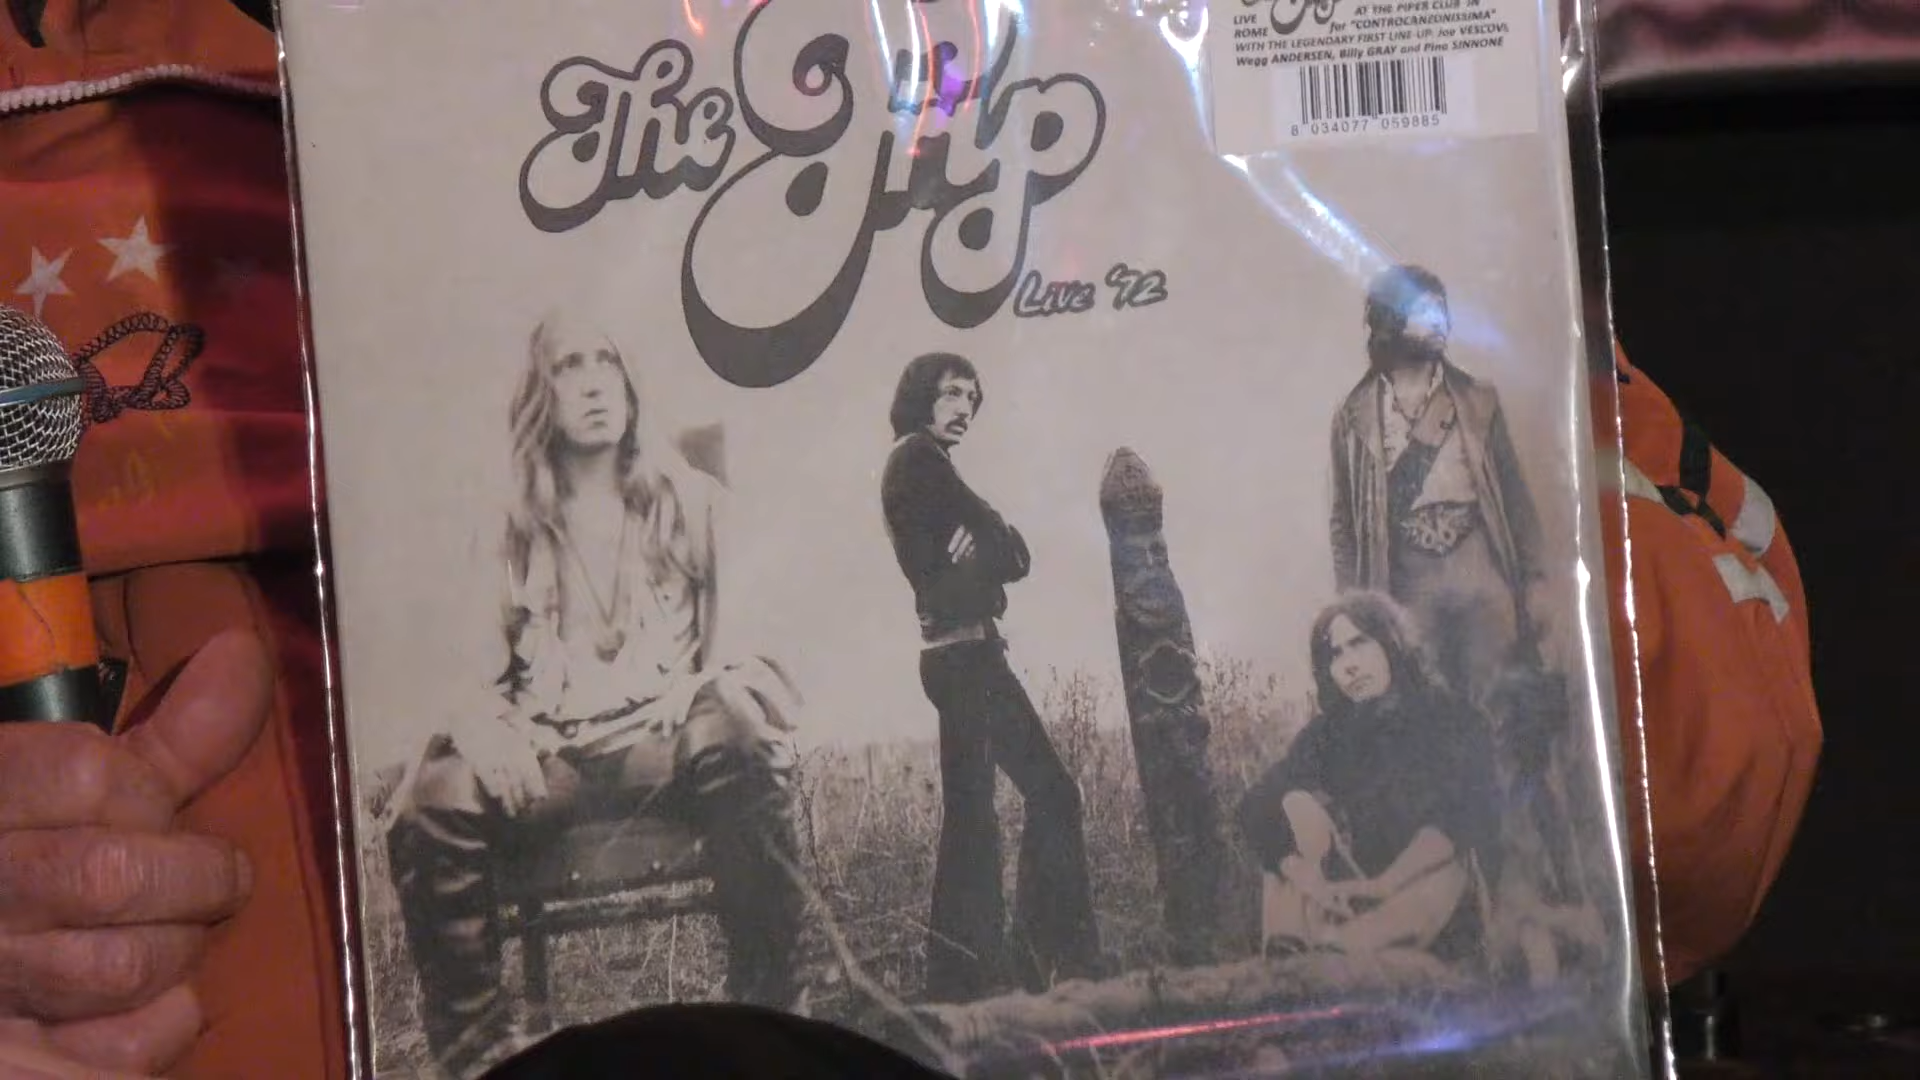 The Trip
Live '72
AT THE PIPER CLUB IN
LIVE
ROME for "CONTROCANZONISSIMA"
WITH THE LEGENDARY FIRST LINE-UP: Joe VESCOVI,
Wegg ANDERSEN, Billy GRAY and Pino SINNONE
8 034077 059885